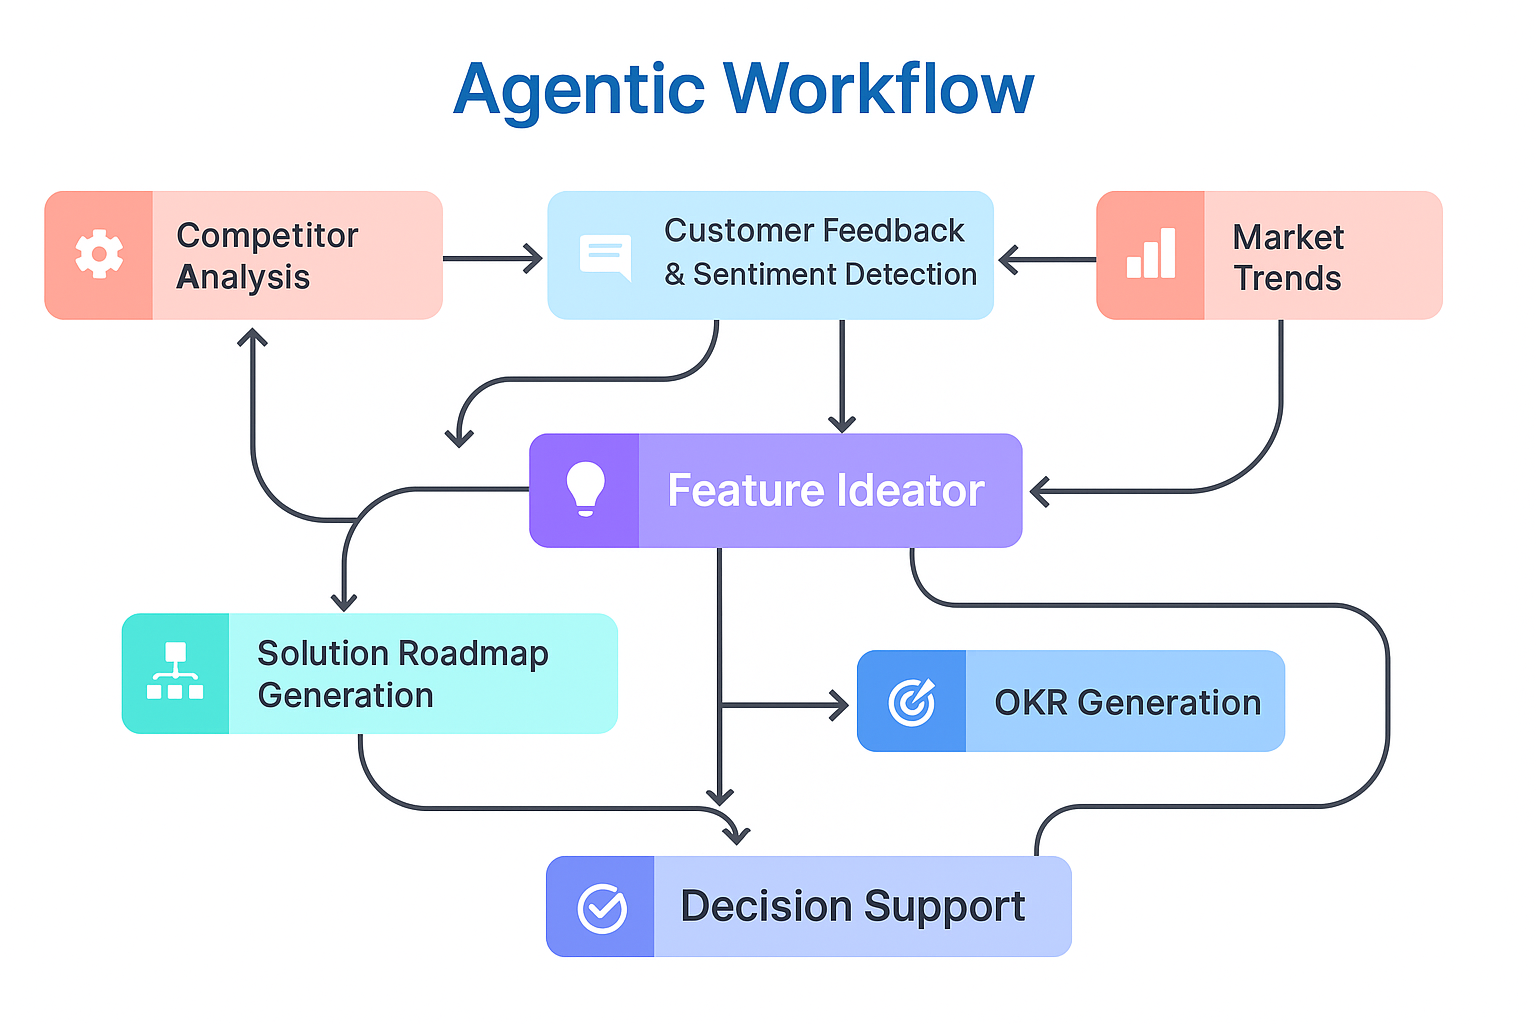 Agentic Workflow
Competitor
Analysis
Customer Feedback
& Sentiment Detection
Market
Trends
Feature Ideator
Solution Roadmap
Generation
OKR Generation
Decision Support